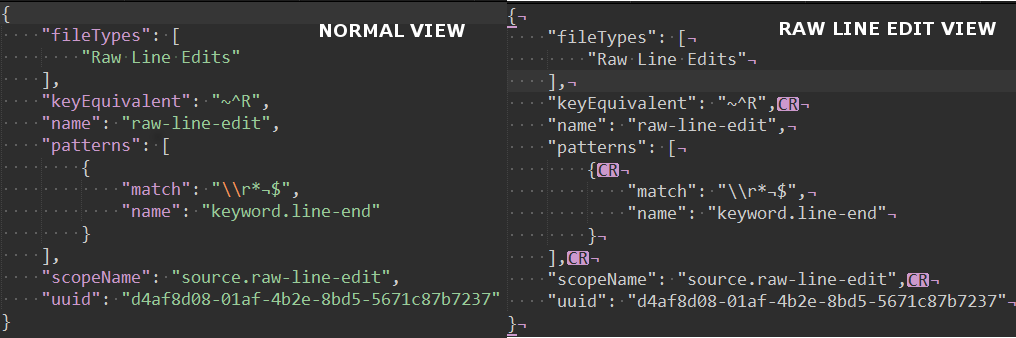 NORMAL VIEW
{
    "fileTypes": [
        "Raw Line Edits"
    ],
    "keyEquivalent": "~^R",
    "name": "raw-line-edit",
    "patterns": [
        {
            "match": "\\r*¬$",
            "name": "keyword.line-end"
        }
    ],
    "scopeName": "source.raw-line-edit",
    "uuid": "d4af8d08-01af-4b2e-8bd5-5671c87b7237"
}
RAW LINE EDIT VIEW
{¬
    "fileTypes": [¬
        "Raw Line Edits"¬
    ],¬
    "keyEquivalent": "~^R",CR¬
    "name": "raw-line-edit",¬
    "patterns": [¬
        {CR¬
            "match": "\\r*¬$",¬
            "name": "keyword.line-end"¬
        }¬
    ],CR¬
    "scopeName": "source.raw-line-edit",CR¬
    "uuid": "d4af8d08-01af-4b2e-8bd5-5671c87b7237"¬
}¬